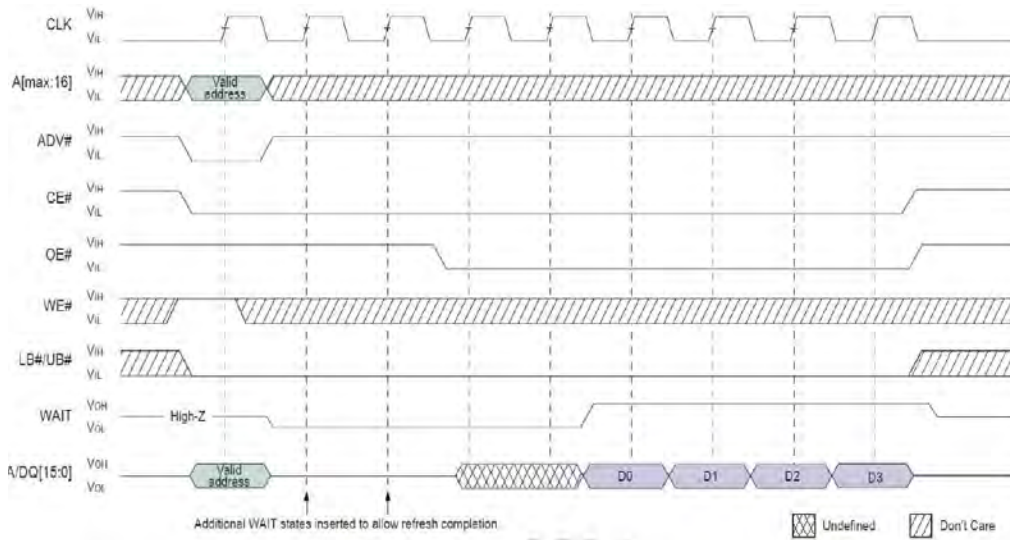 CLK VIH
VIL
A[max:16] VIH
VIL
Valid
address
ADV# VIH
VIL
CE# VIH
VIL
OE# VIH
VIL
WE# VIH
VIL
LB#/UB# VIH
VIL
WAIT VOH
VOL
High-Z
A/DQ[15:0] VOH
VOL
Valid
address
D0 D1 D2 D3
Additional WAIT states inserted to allow refresh completion
Undefined Don't Care